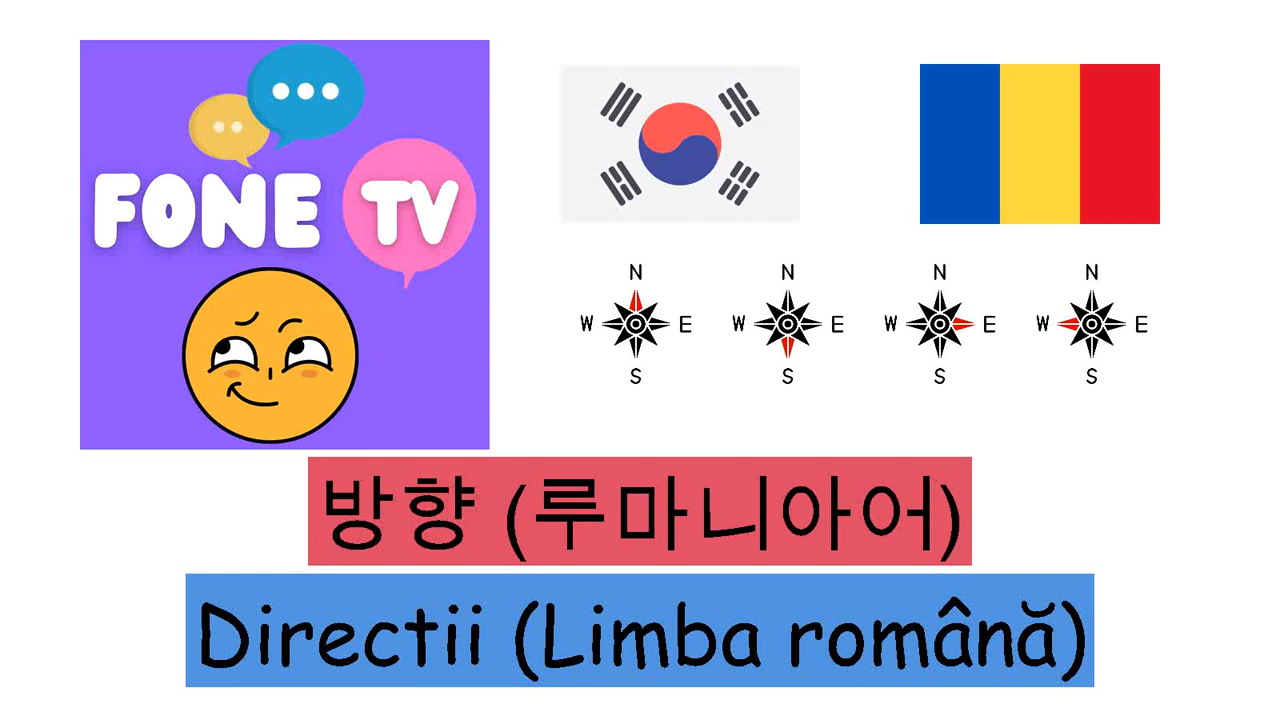 FONE TV
N N N N
W E W E W E W E
S S S S
방향 (루마니아어)
Directii (Limba română)